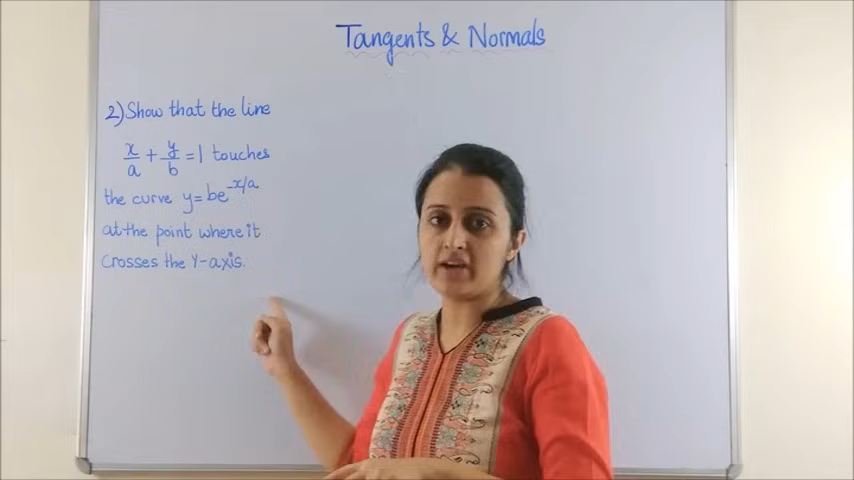 Tangents & Normals
2) Show that the line
x/a + y/b = 1 touches
the curve y = be^-x/a
at the point where it
crosses the Y-axis.